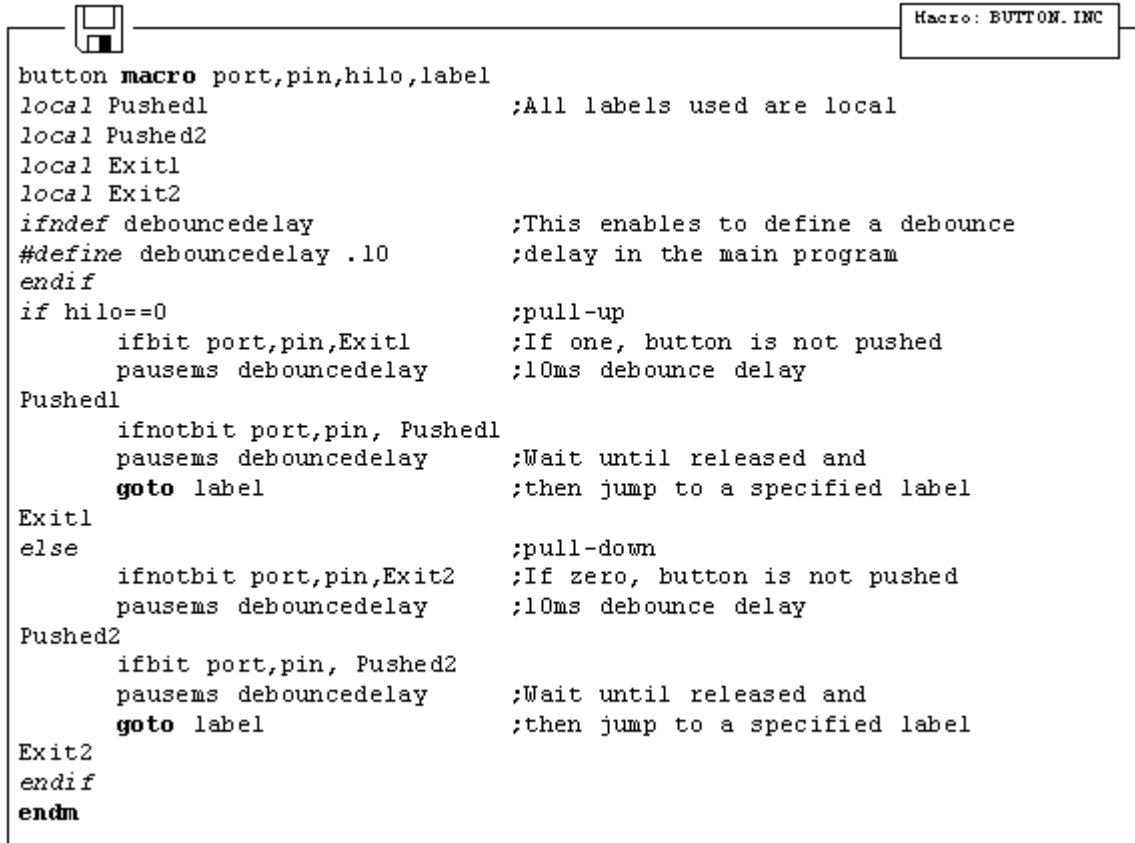 Macro: BUTTON.INC
button macro port,pin,hilo,label
local Pushed1 ;All labels used are local
local Pushed2
local Exit1
local Exit2
ifndef debouncedelay ;This enables to define a debounce
#define debouncedelay .10 ;delay in the main program
endif
if hilo==0 ;pull-up
ifbit port,pin,Exit1 ;If one, button is not pushed
pausems debouncedelay ;10ms debounce delay
Pushed1
ifnotbit port,pin, Pushed1
pausems debouncedelay ;Wait until released and
goto label ;then jump to a specified label
Exit1
else ;pull-down
ifnotbit port,pin,Exit2 ;If zero, button is not pushed
pausems debouncedelay ;10ms debounce delay
Pushed2
ifbit port,pin, Pushed2
pausems debouncedelay ;Wait until released and
goto label ;then jump to a specified label
Exit2
endif
endm